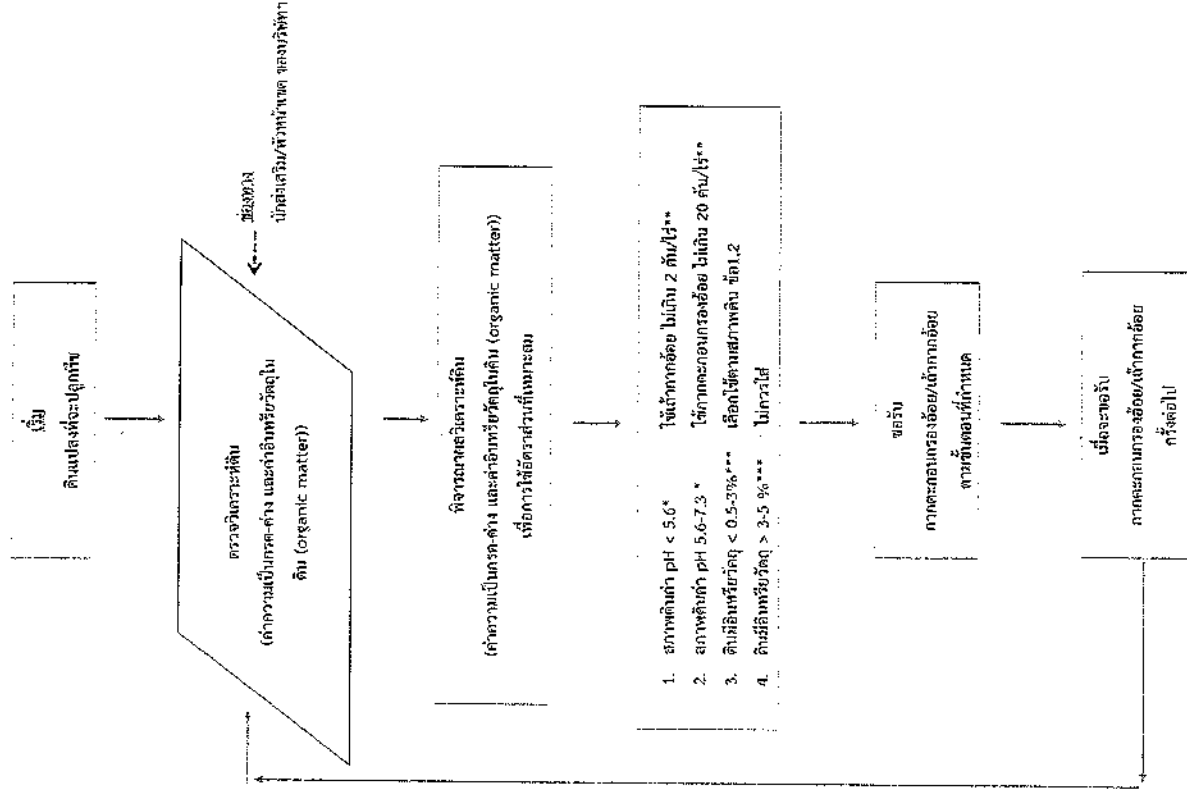 เริ่ม
ดินแปลงที่จะปลูกพืช
ช่องทาง
นักส่งเสริม/หัวหน้าเขต ของบริษัทฯ
ตรวจวิเคราะห์ดิน
(ค่าความเป็นกรด-ด่าง และค่าอินทรียวัตถุใน
ดิน (organic matter))
พิจารณาผลวิเคราะห์ดิน
(ค่าความเป็นกรด-ด่าง และค่าอินทรียวัตถุในดิน (organic matter))
เพื่อการใช้อัตราส่วนที่เหมาะสม
1. สภาพดินค่า pH < 5.6* ใช้เถ้ากากอ้อย ไม่เกิน 2 ตัน/ไร่**
2. สภาพดินค่า pH 5.6-7.3 * ใช้กากตะกอนกรองอ้อย ไม่เกิน 20 ตัน/ไร่**
3. ดินมีอินทรียวัตถุ < 0.5-3%*** เลือกใช้ตามสภาพดิน ข้อ1,2
4. ดินมีอินทรียวัตถุ > 3-5 %*** ไม่ควรใส่
ขอรับ
กากตะกอนกรองอ้อย/เถ้ากากอ้อย
ตามขั้นตอนที่กำหนด
เมื่อจะขอรับ
กากตะกอนกรองอ้อย/เถ้ากากอ้อย
ครั้งต่อไป